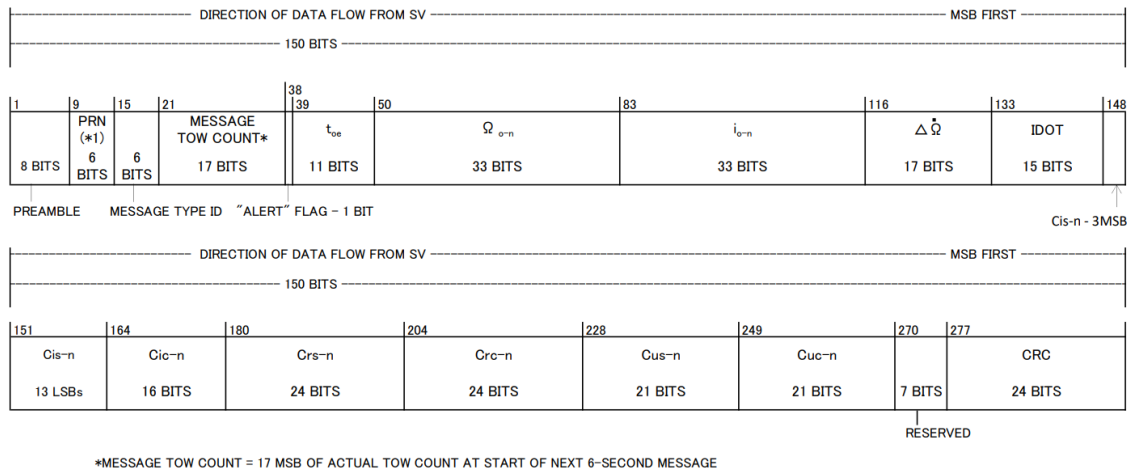 DIRECTION OF DATA FLOW FROM SV MSB FIRST
150 BITS
38
1 9 15 21 39 50 83 116 133 148
PRN MESSAGE
(*1) TOW COUNT* toe Ω o-n io-n ΔΩ̇ IDOT
8 BITS 6 BITS 6 BITS 17 BITS 11 BITS 33 BITS 33 BITS 17 BITS 15 BITS
PREAMBLE MESSAGE TYPE ID "ALERT" FLAG - 1 BIT
Cis-n - 3MSB
DIRECTION OF DATA FLOW FROM SV MSB FIRST
150 BITS
151 164 180 204 228 249 270 277
Cis-n Cic-n Crs-n Crc-n Cus-n Cuc-n CRC
13 LSBs 16 BITS 24 BITS 24 BITS 21 BITS 21 BITS 7 BITS 24 BITS
RESERVED
*MESSAGE TOW COUNT = 17 MSB OF ACTUAL TOW COUNT AT START OF NEXT 6-SECOND MESSAGE